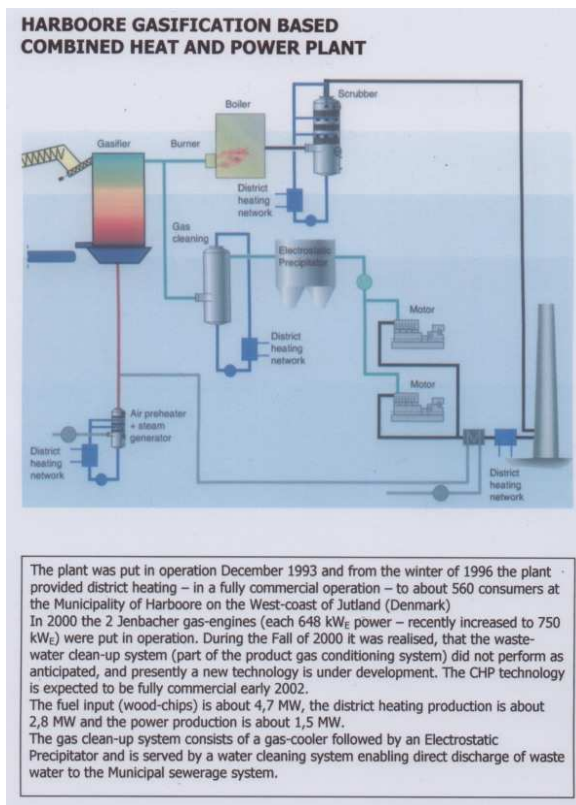 HARBOORE GASIFICATION BASED
COMBINED HEAT AND POWER PLANT
Scrubber
Boiler
Gasifier
Burner
District
heating
network
Gas
cleaning
Electrostatic
Precipitator
Motor
District
heating
network
Motor
Air preheater
+ steam
generator
District
heating
network
District
heating
network
The plant was put in operation December 1993 and from the winter of 1996 the plant
provided district heating – in a fully commercial operation – to about 560 consumers at
the Municipality of Harboore on the West-coast of Jutland (Denmark)
In 2000 the 2 Jenbacher gas-engines (each 648 kWE power – recently increased to 750
kWE) were put in operation. During the Fall of 2000 it was realised, that the waste-
water clean-up system (part of the product gas conditioning system) did not perform as
anticipated, and presently a new technology is under development. The CHP technology
is expected to be fully commercial early 2002.
The fuel input (wood-chips) is about 4,7 MW, the district heating production is about
2,8 MW and the power production is about 1,5 MW.
The gas clean-up system consists of a gas-cooler followed by an Electrostatic
Precipitator and is served by a water cleaning system enabling direct discharge of waste
water to the Municipal sewerage system.